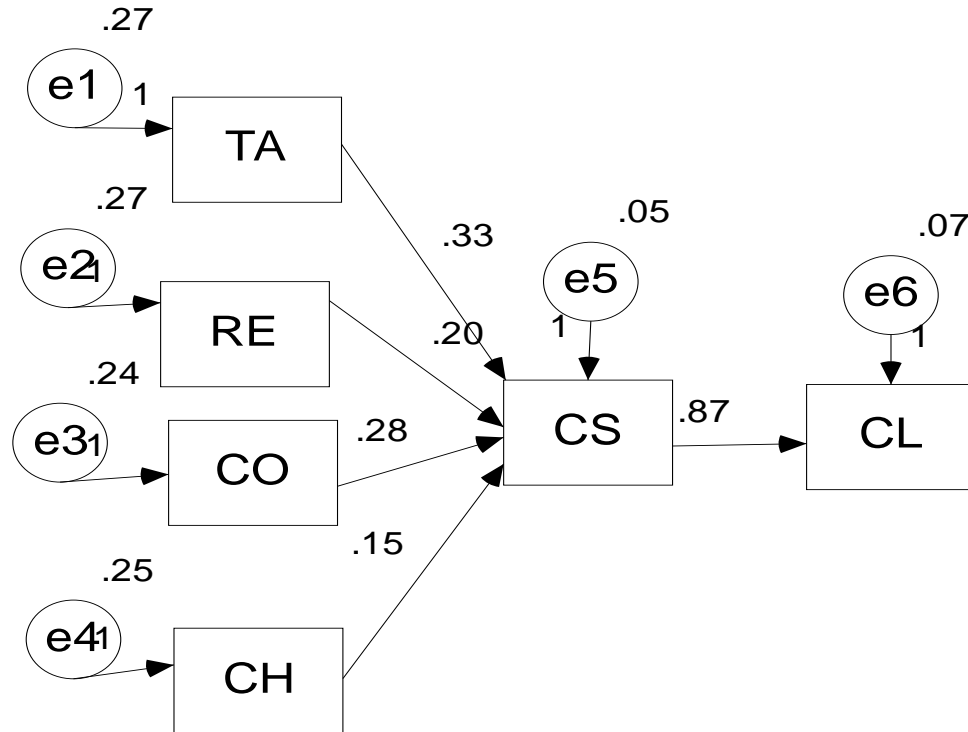 .27
e1
1
TA
.27
e2
1
RE
.33
.05
e5
1
.07
e6
1
.20
.24
e3
1
CO
.28
CS
.87
CL
.15
.25
e4
1
CH